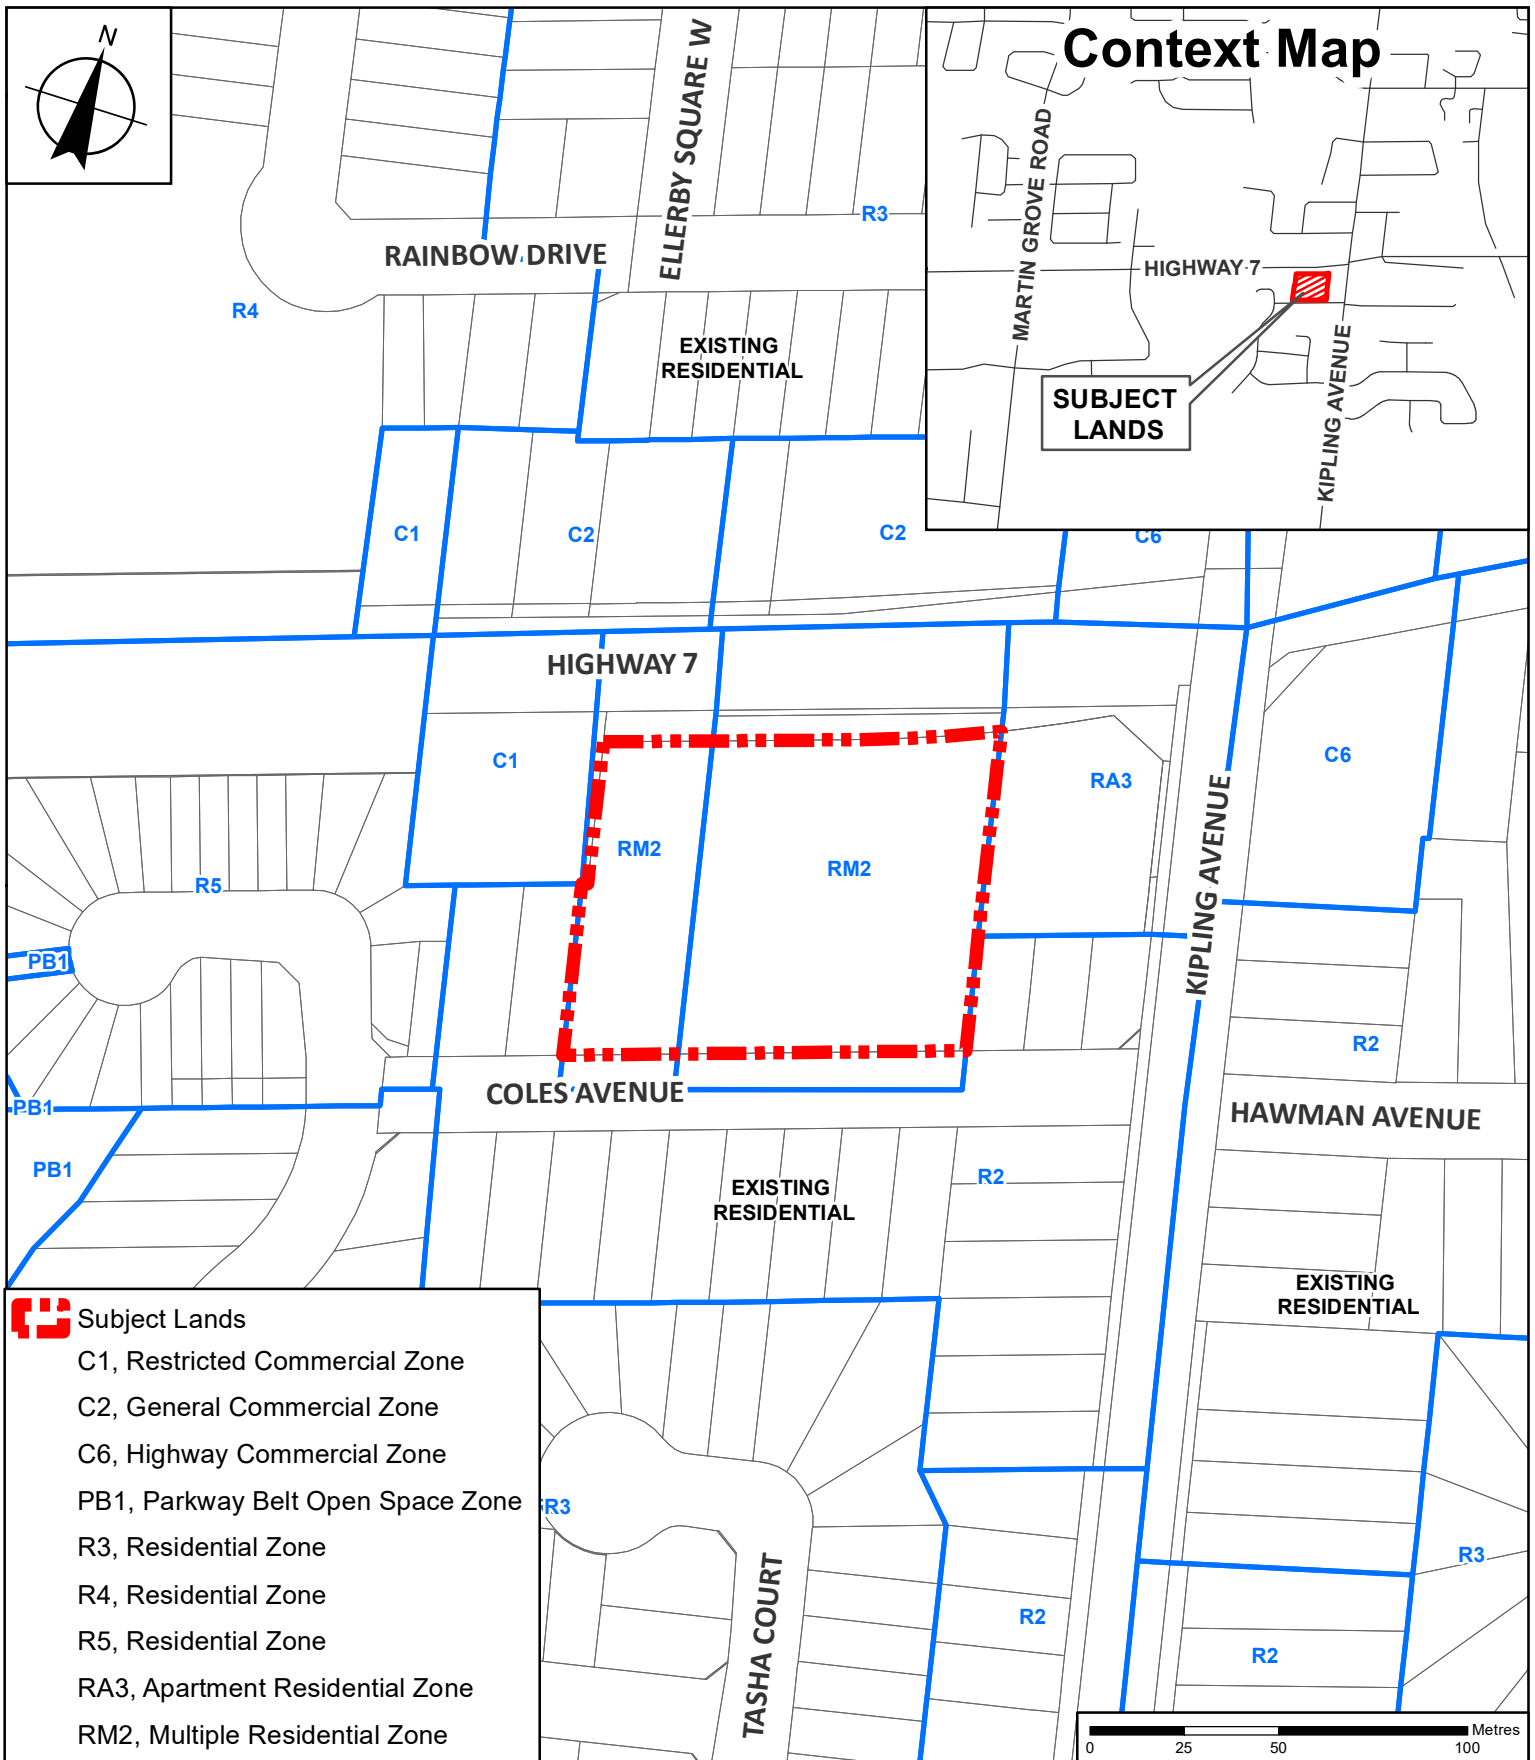 N
Context Map
MARTIN GROVE ROAD
HIGHWAY 7
KIPLING AVENUE
SUBJECT
LANDS
ELLERBY SQUARE W
R3
RAINBOW DRIVE
R4
EXISTING
RESIDENTIAL
C1
C2
C2
C6
HIGHWAY 7
C1
RA3
C6
RM2
RM2
KIPLING AVENUE
R5
PB1
R2
COLES AVENUE
PB1
HAWMAN AVENUE
PB1
R2
EXISTING
RESIDENTIAL
EXISTING
RESIDENTIAL
R3
R3
TASHA COURT
R2
R2
Subject Lands
C1, Restricted Commercial Zone
C2, General Commercial Zone
C6, Highway Commercial Zone
PB1, Parkway Belt Open Space Zone
R3, Residential Zone
R4, Residential Zone
R5, Residential Zone
RA3, Apartment Residential Zone
RM2, Multiple Residential Zone
Metres
0 25 50 100